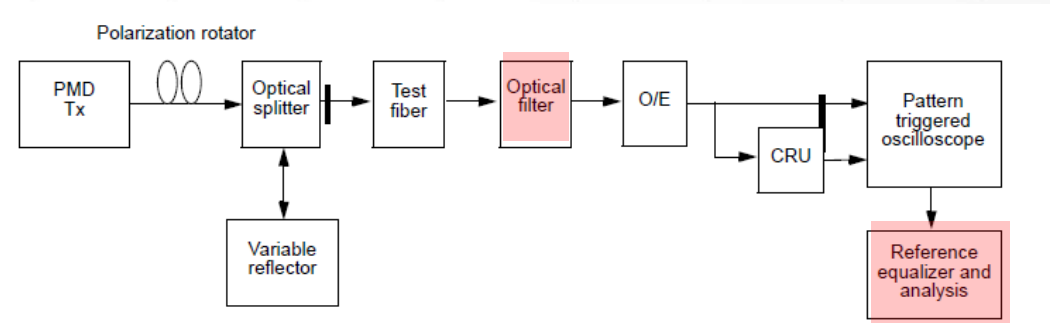 Polarization rotator
PMD
Tx
Optical
splitter
Test
fiber
Optical
filter
O/E
Pattern
triggered
oscilloscope
CRU
Variable
reflector
Reference
equalizer and
analysis